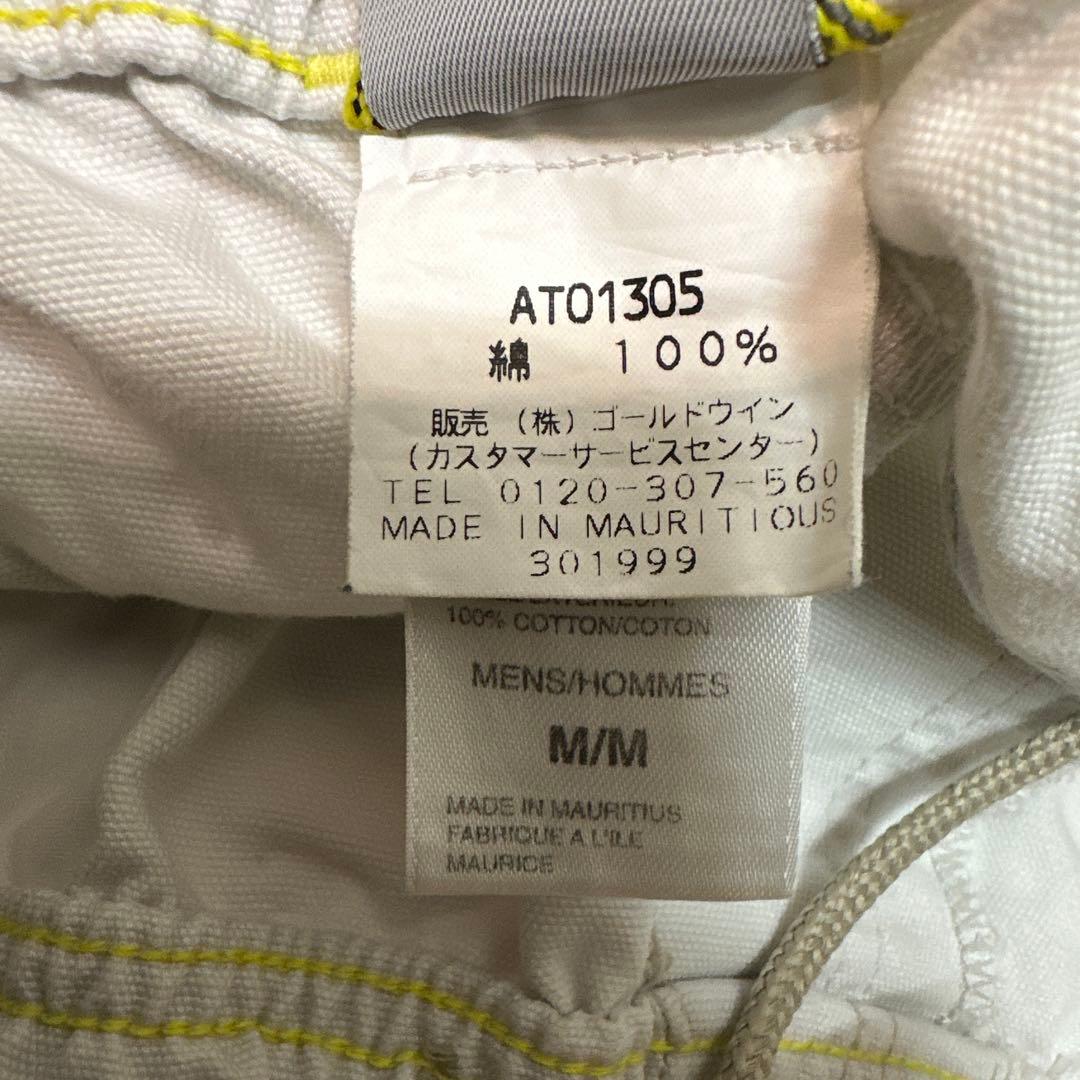 AT01305
綿 100%
販売 (株) ゴールドウイン
(カスタマーサービスセンター)
TEL 0120-307-560
MADE IN MAURITIOUS
301999
100% COTTON/COTON
MENS/HOMMES
M/M
MADE IN MAURITIUS
FABRIQUE A L'ILE
MAURICE